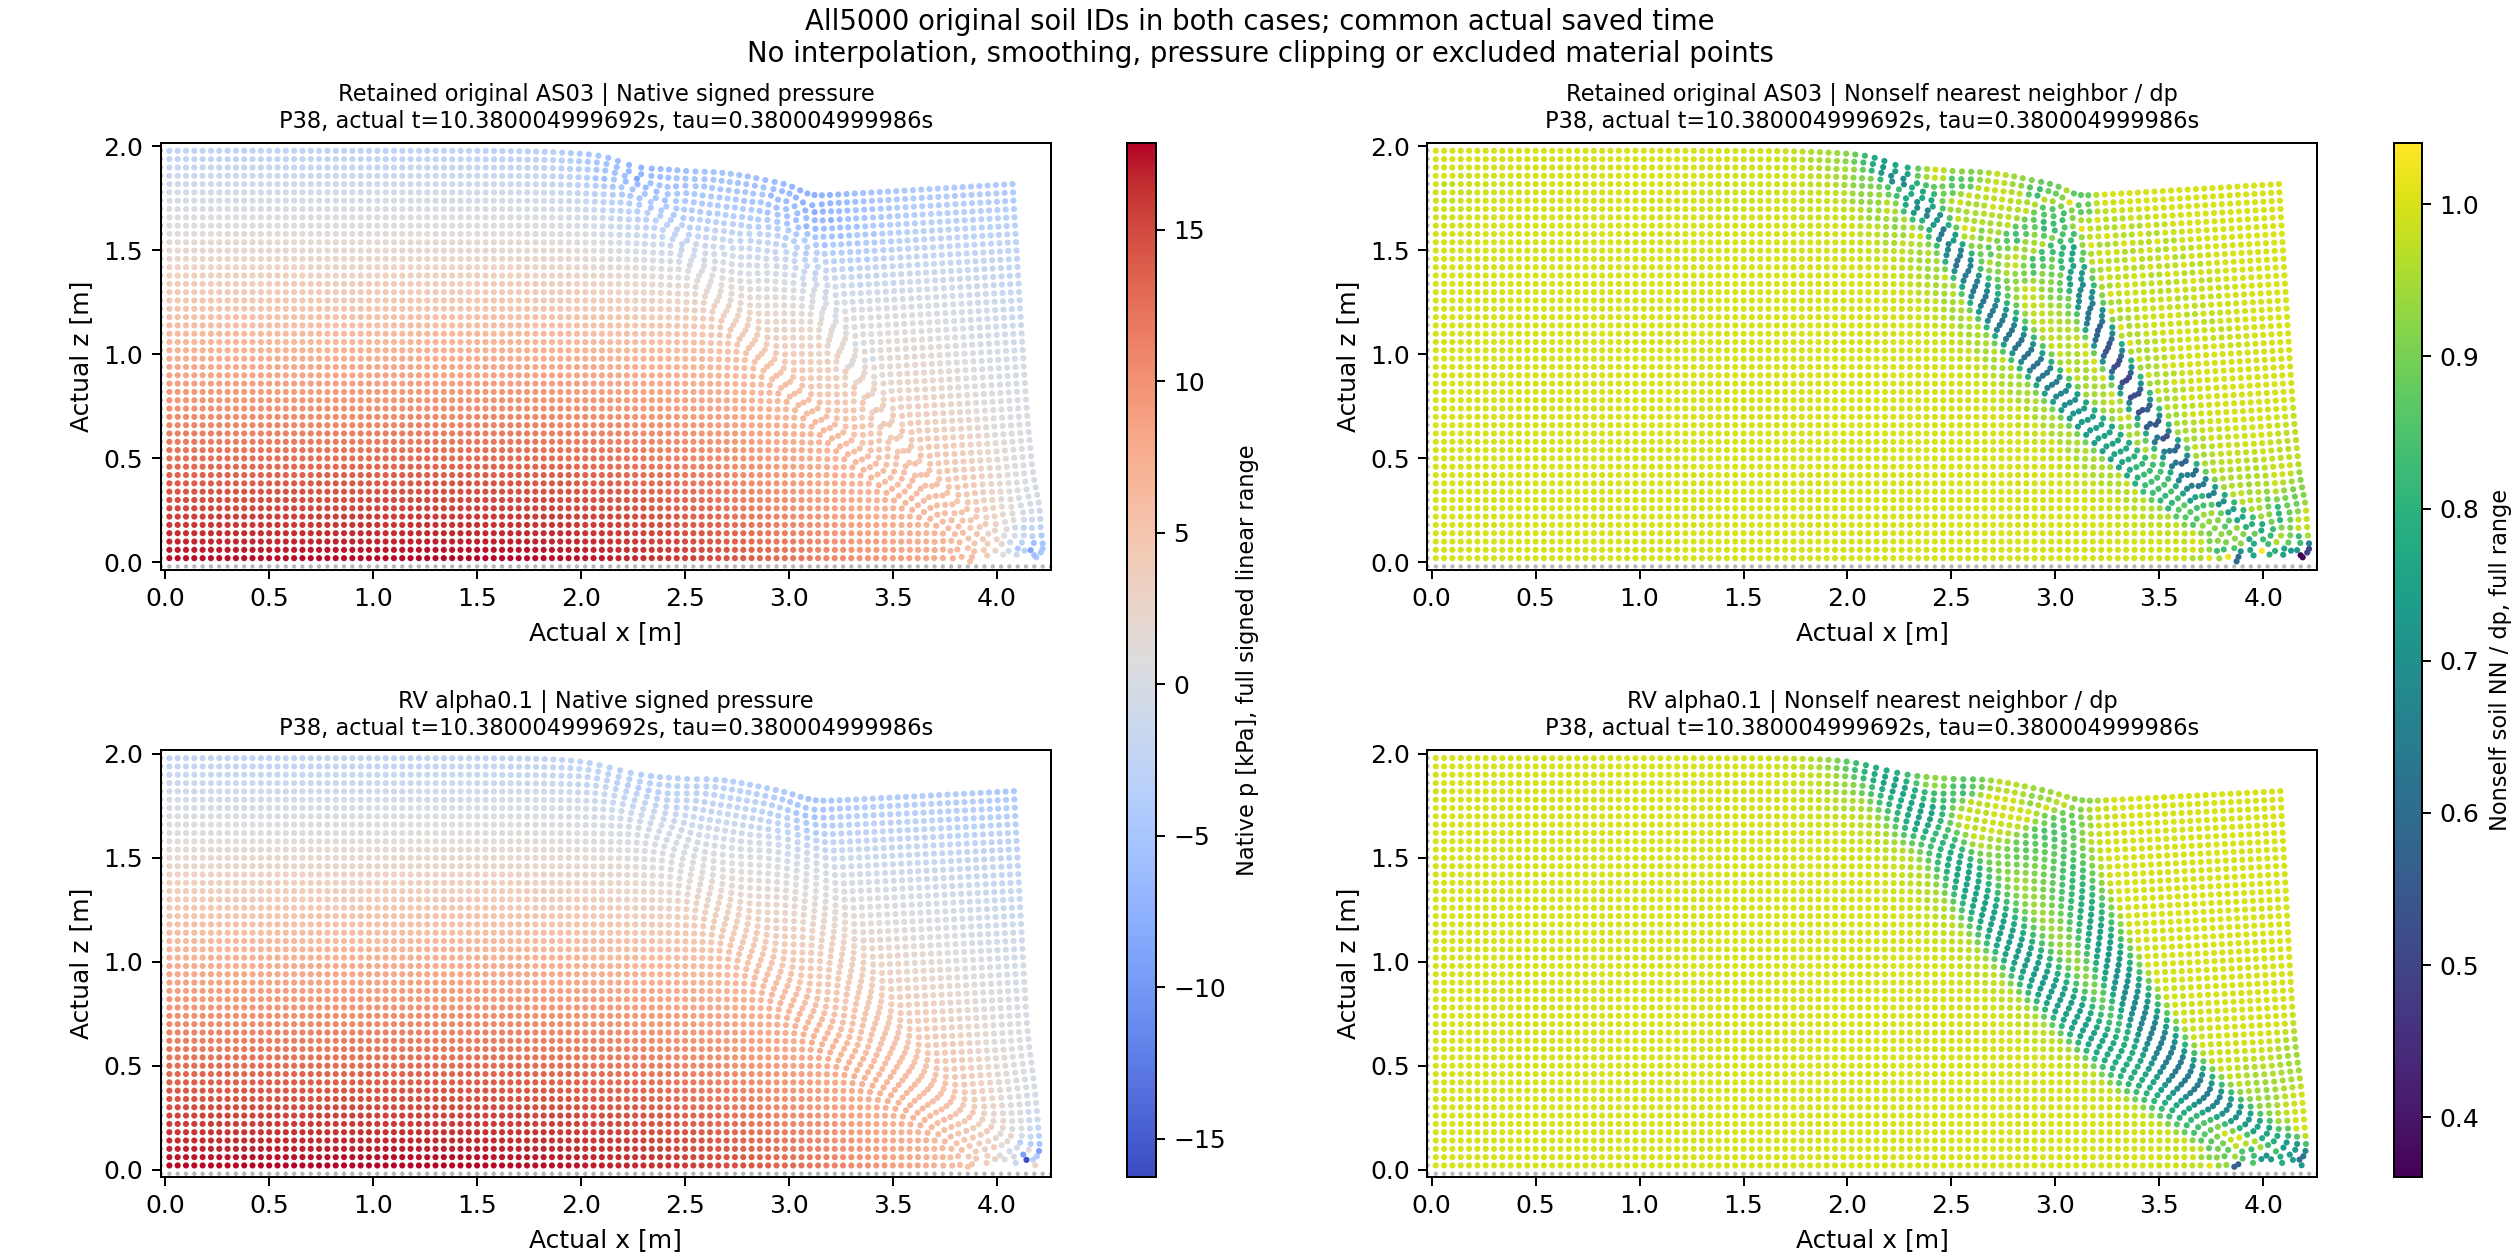 All5000 original soil IDs in both cases; common actual saved time
No interpolation, smoothing, pressure clipping or excluded material points
Retained original AS03 | Native signed pressure
P38, actual t=10.380004999692s, tau=0.380004999986s
2.0
1.5
1.0
0.5
0.0
Actual z [m]
0.0 0.5 1.0 1.5 2.0 2.5 3.0 3.5 4.0
Actual x [m]
Retained original AS03 | Nonself nearest neighbor / dp
P38, actual t=10.380004999692s, tau=0.380004999986s
2.0
1.5
1.0
0.5
0.0
Actual z [m]
0.0 0.5 1.0 1.5 2.0 2.5 3.0 3.5 4.0
Actual x [m]
RV alpha0.1 | Native signed pressure
P38, actual t=10.380004999692s, tau=0.380004999986s
2.0
1.5
1.0
0.5
0.0
Actual z [m]
0.0 0.5 1.0 1.5 2.0 2.5 3.0 3.5 4.0
Actual x [m]
15
10
5
0
−5
−10
−15
Native p [kPa], full signed linear range
RV alpha0.1 | Nonself nearest neighbor / dp
P38, actual t=10.380004999692s, tau=0.380004999986s
2.0
1.5
1.0
0.5
0.0
Actual z [m]
0.0 0.5 1.0 1.5 2.0 2.5 3.0 3.5 4.0
Actual x [m]
1.0
0.9
0.8
0.7
0.6
0.5
0.4
Nonself soil NN / dp, full range